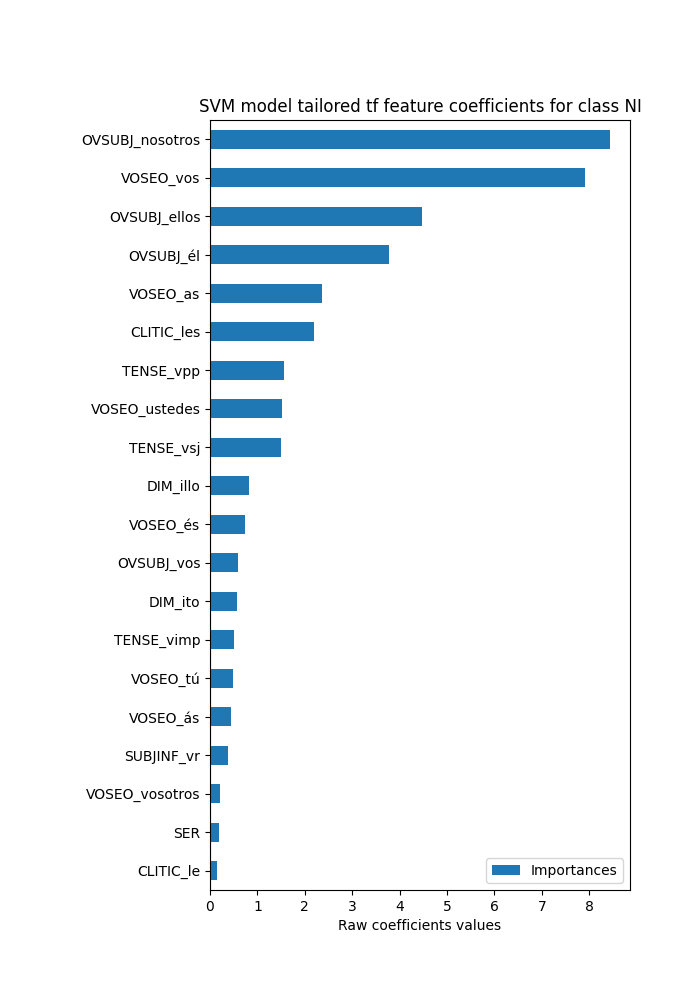 SVM model tailored tf feature coefficients for class NI
OVSUBJ_nosotros
VOSEO_vos
OVSUBJ_ellos
OVSUBJ_él
VOSEO_as
CLITIC_les
TENSE_vpp
VOSEO_ustedes
TENSE_vsj
DIM_illo
VOSEO_és
OVSUBJ_vos
DIM_ito
TENSE_vimp
VOSEO_tú
VOSEO_ás
SUBJINF_vr
VOSEO_vosotros
SER
CLITIC_le
Importances
0 1 2 3 4 5 6 7 8
Raw coefficients values